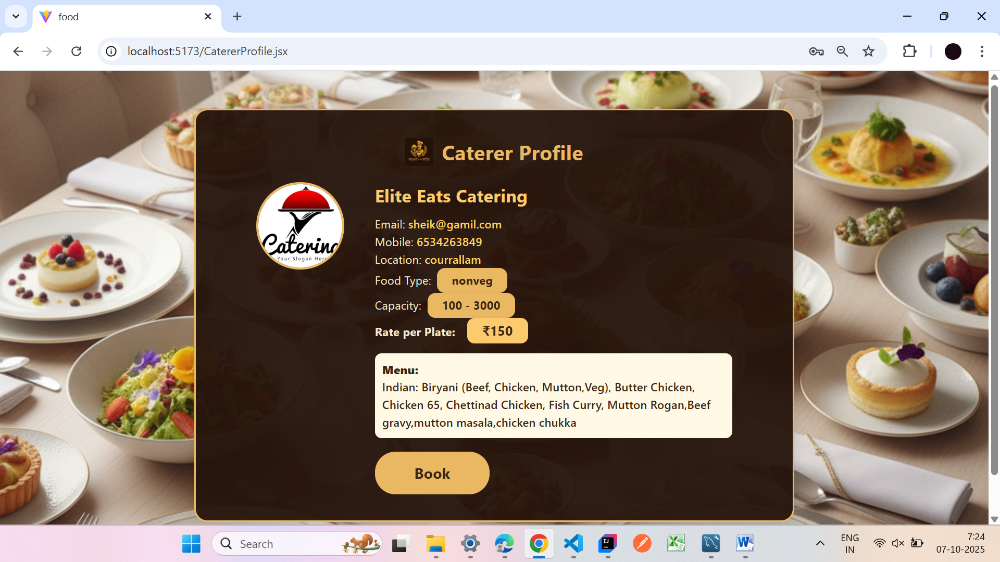 food
localhost:5173/CatererProfile.jsx
FEAST AND FÊTE
Caterer Profile
Catering
Your Slogan Here
Elite Eats Catering
Email: sheik@gamil.com
Mobile: 6534263849
Location: courrallam
Food Type: nonveg
Capacity: 100 - 3000
Rate per Plate: ₹150
Menu:
Indian: Biryani (Beef, Chicken, Mutton,Veg), Butter Chicken,
Chicken 65, Chettinad Chicken, Fish Curry, Mutton Rogan,Beef
gravy,mutton masala,chicken chukka
Book
Search
ENG
IN
7:24
07-10-2025